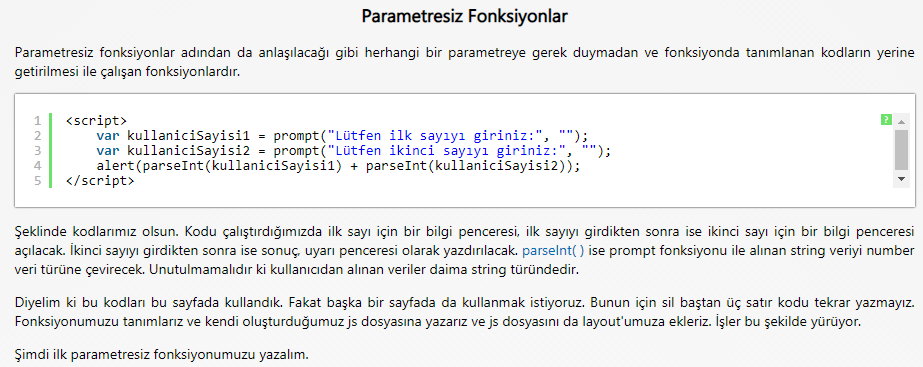 Parametresiz Fonksiyonlar
Parametresiz fonksiyonlar adından da anlaşılacağı gibi herhangi bir parametreye gerek duymadan ve fonksiyonda tanımlanan kodların yerine
getirilmesi ile çalışan fonksiyonlardır.
1 <script>
2 var kullaniciSayisi1 = prompt("Lütfen ilk sayıyı giriniz:", "");
3 var kullaniciSayisi2 = prompt("Lütfen ikinci sayıyı giriniz:", "");
4 alert(parseInt(kullaniciSayisi1) + parseInt(kullaniciSayisi2));
5 </script>
?
Şeklinde kodlarımız olsun. Kodu çalıştırdığımızda ilk sayı için bir bilgi penceresi, ilk sayıyı girdikten sonra ise ikinci sayı için bir bilgi penceresi
açılacak. İkinci sayıyı girdikten sonra ise sonuç, uyarı penceresi olarak yazdırılacak. parseInt( ) ise prompt fonksiyonu ile alınan string veriyi number
veri türüne çevirecek. Unutulmamalıdır ki kullanıcıdan alınan veriler daima string türündedir.
Diyelim ki bu kodları bu sayfada kullandık. Fakat başka bir sayfada da kullanmak istiyoruz. Bunun için sil baştan üç satır kodu tekrar yazmayız.
Fonksiyonumuzu tanımlarız ve kendi oluşturduğumuz js dosyasına yazarız ve js dosyasını da layout'umuza ekleriz. İşler bu şekilde yürüyor.
Şimdi ilk parametresiz fonksiyonumuzu yazalım.